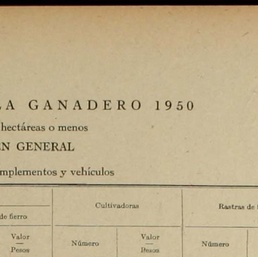 LA GANADERO 1950
hectáreas o menos
EN GENERAL
mplementos y vehículos
Cultivadoras Rastras de
de fierro
Valor Valor
Pesos Número Pesos Número